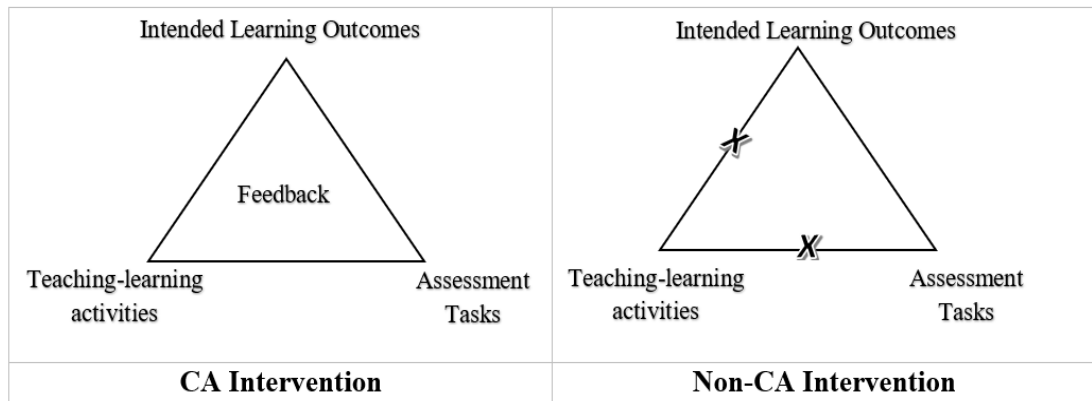 Intended Learning Outcomes
Feedback
Teaching-learning
activities
Assessment
Tasks
CA Intervention
Intended Learning Outcomes
X
X
Teaching-learning
activities
Assessment
Tasks
Non-CA Intervention